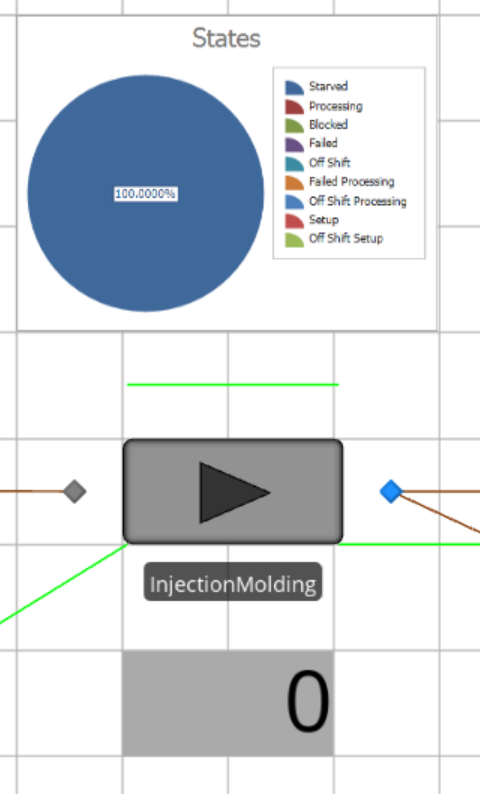 States
100.0000%
Starved
Processing
Blocked
Failed
Off Shift
Failed Processing
Off Shift Processing
Setup
Off Shift Setup
InjectionMolding
0